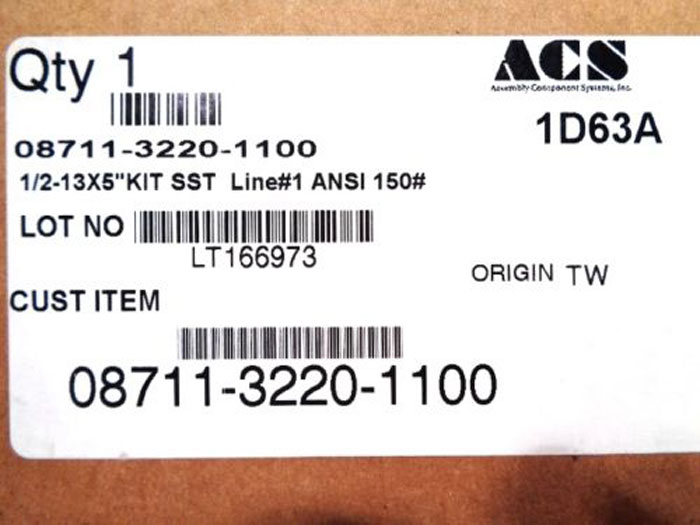 Qty 1
ACS
Assembly Component Systems, Inc.
1D63A
08711-3220-1100
1/2-13X5"KIT SST Line#1 ANSI 150#
LOT NO
LT166973
ORIGIN TW
CUST ITEM
08711-3220-1100